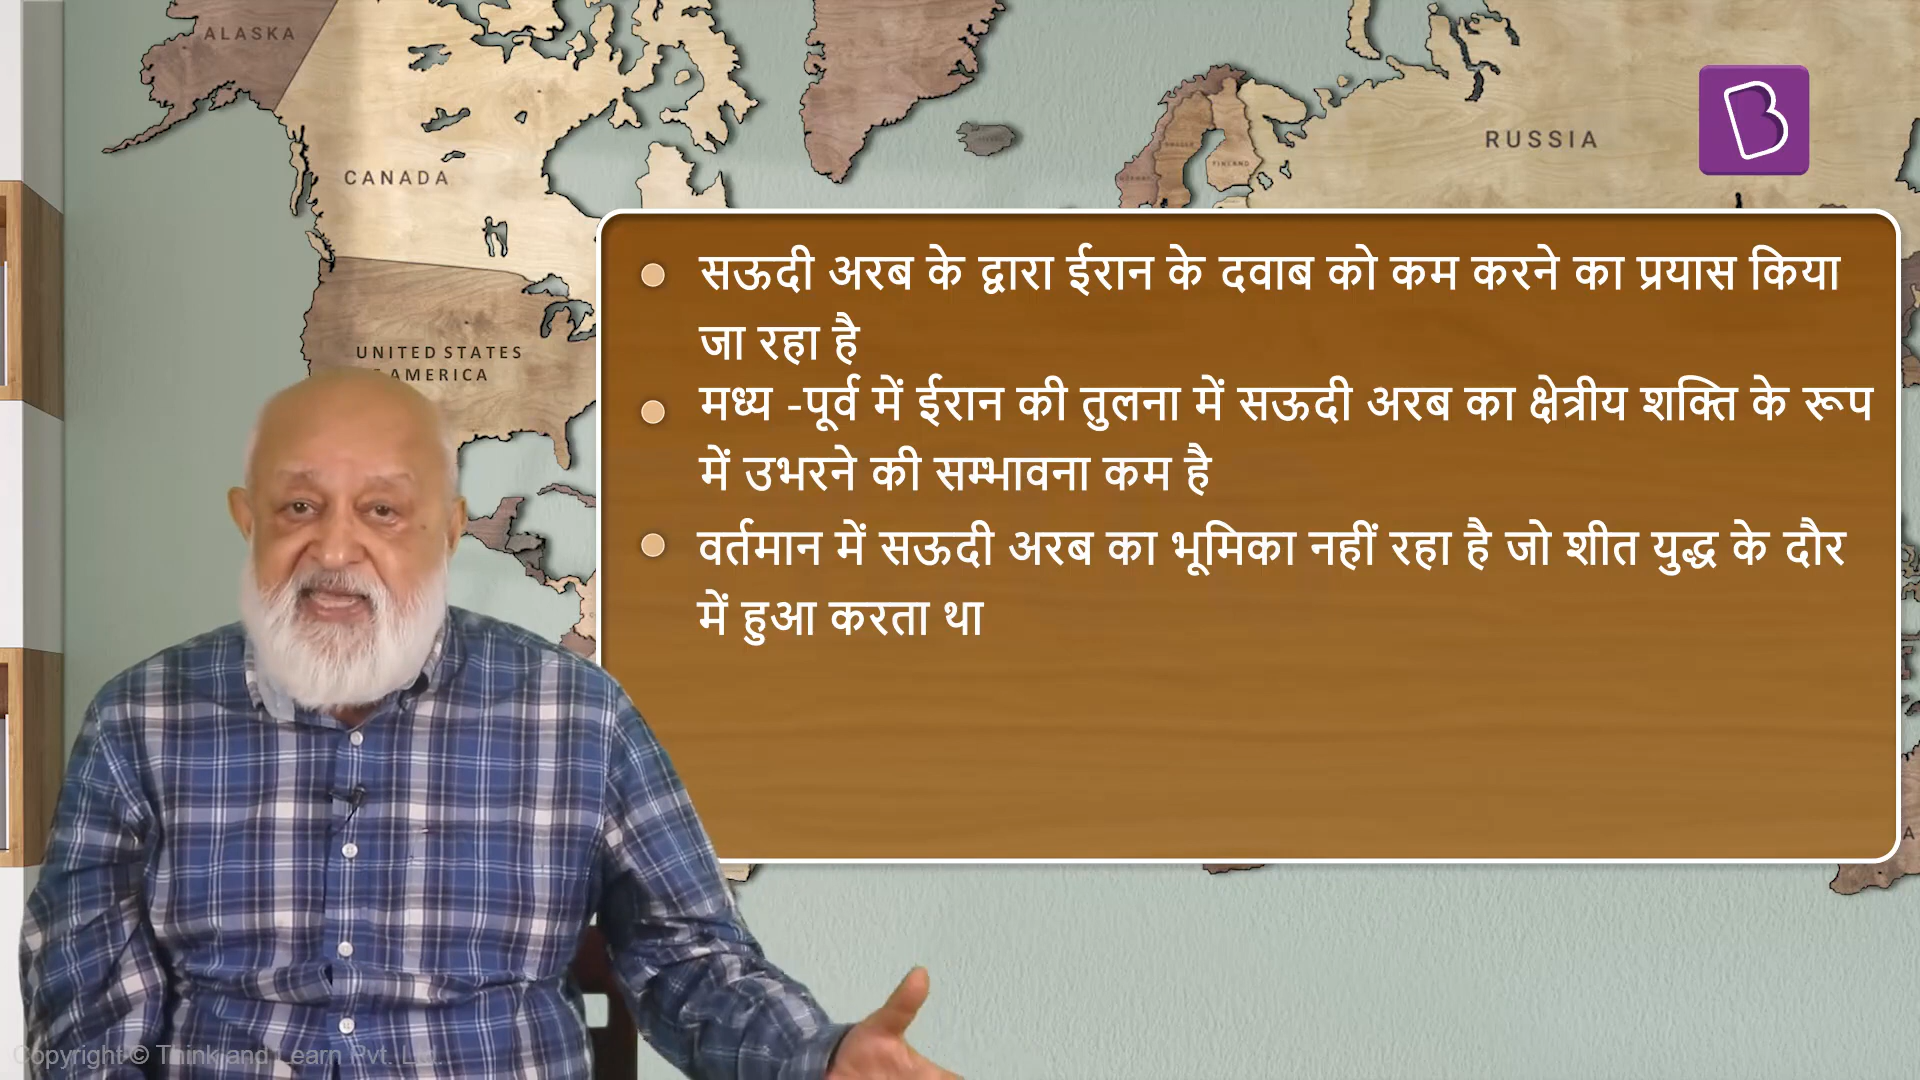 ALASKA
CANADA
RUSSIA
FINLAND
UNITED STATES
AMERICA
सऊदी अरब के द्वारा ईरान के दवाब को कम करने का प्रयास किया
जा रहा है
मध्य -पूर्व में ईरान की तुलना में सऊदी अरब का क्षेत्रीय शक्ति के रूप
में उभरने की सम्भावना कम है
वर्तमान में सऊदी अरब का भूमिका नहीं रहा है जो शीत युद्ध के दौर
में हुआ करता था
Copyright © Think and Learn Pvt. Ltd.